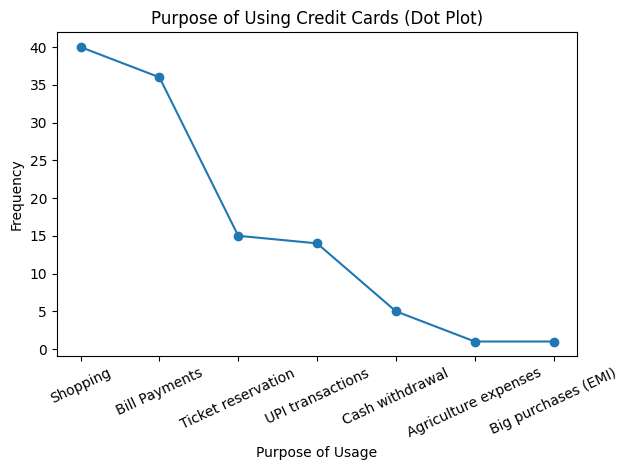 Purpose of Using Credit Cards (Dot Plot)
Frequency
40
35
30
25
20
15
10
5
0
Shopping
Bill Payments
Ticket reservation
UPI transactions
Cash withdrawal
Agriculture expenses
Big purchases (EMI)
Purpose of Usage